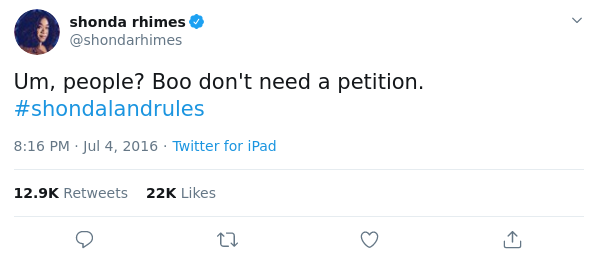 shonda rhimes
@shondarhimes
Um, people? Boo don't need a petition.
#shondalandrules
8:16 PM · Jul 4, 2016 · Twitter for iPad
12.9K Retweets 22K Likes